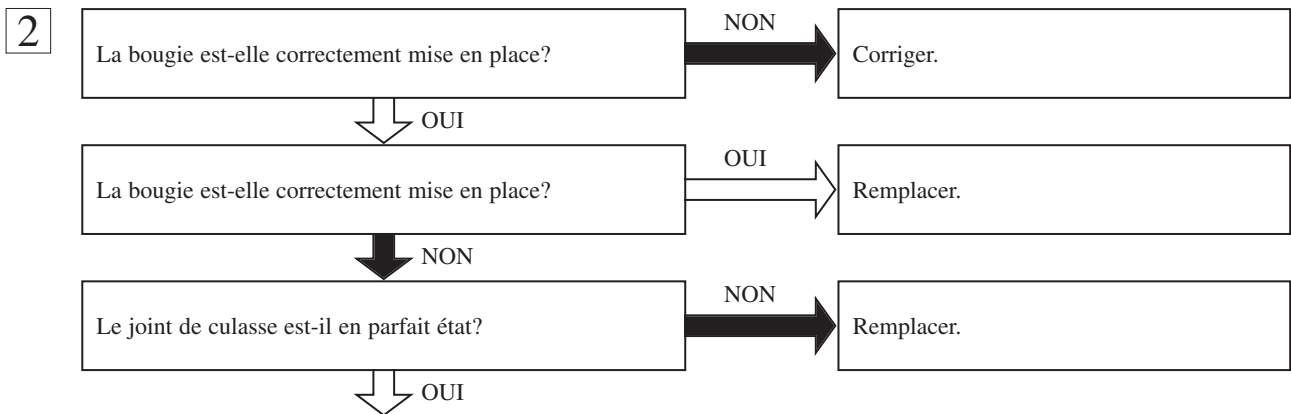 2
La bougie est-elle correctement mise en place?
NON
Corriger.
OUI
La bougie est-elle correctement mise en place?
OUI
Remplacer.
NON
Le joint de culasse est-il en parfait état?
NON
Remplacer.
OUI